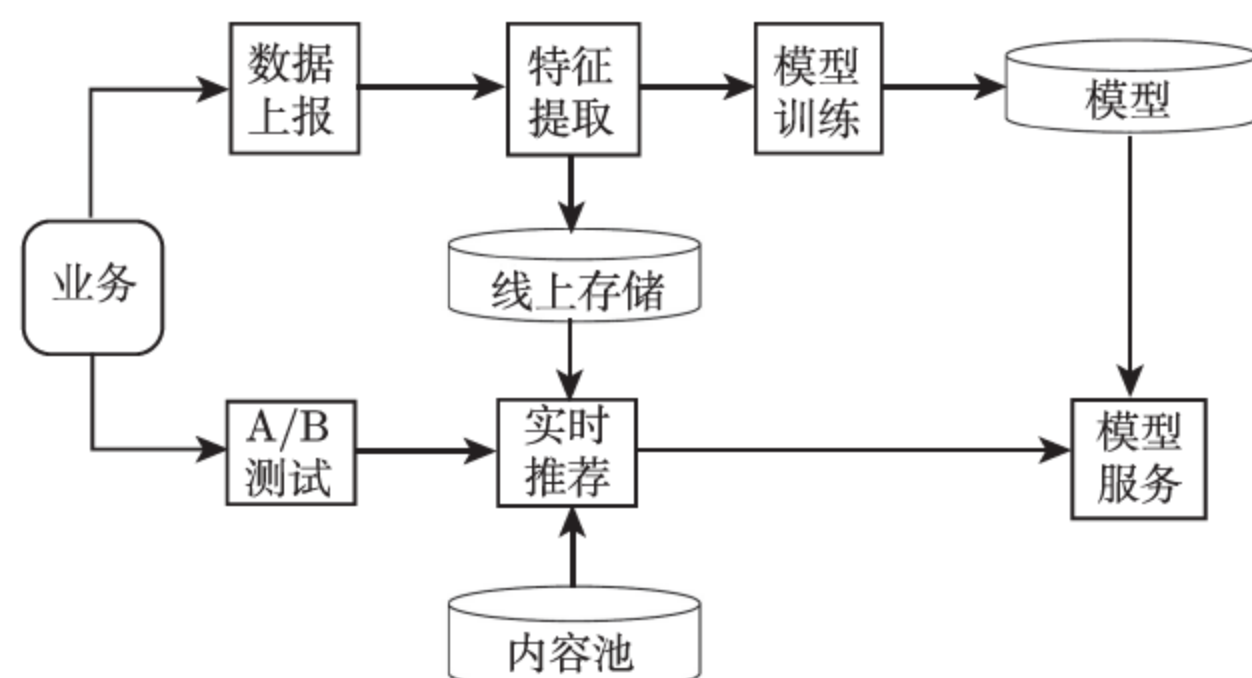 数据
上报
特征
提取
模型
训练
模型
业务
线上存储
A/B
测试
实时
推荐
模型
服务
内容池